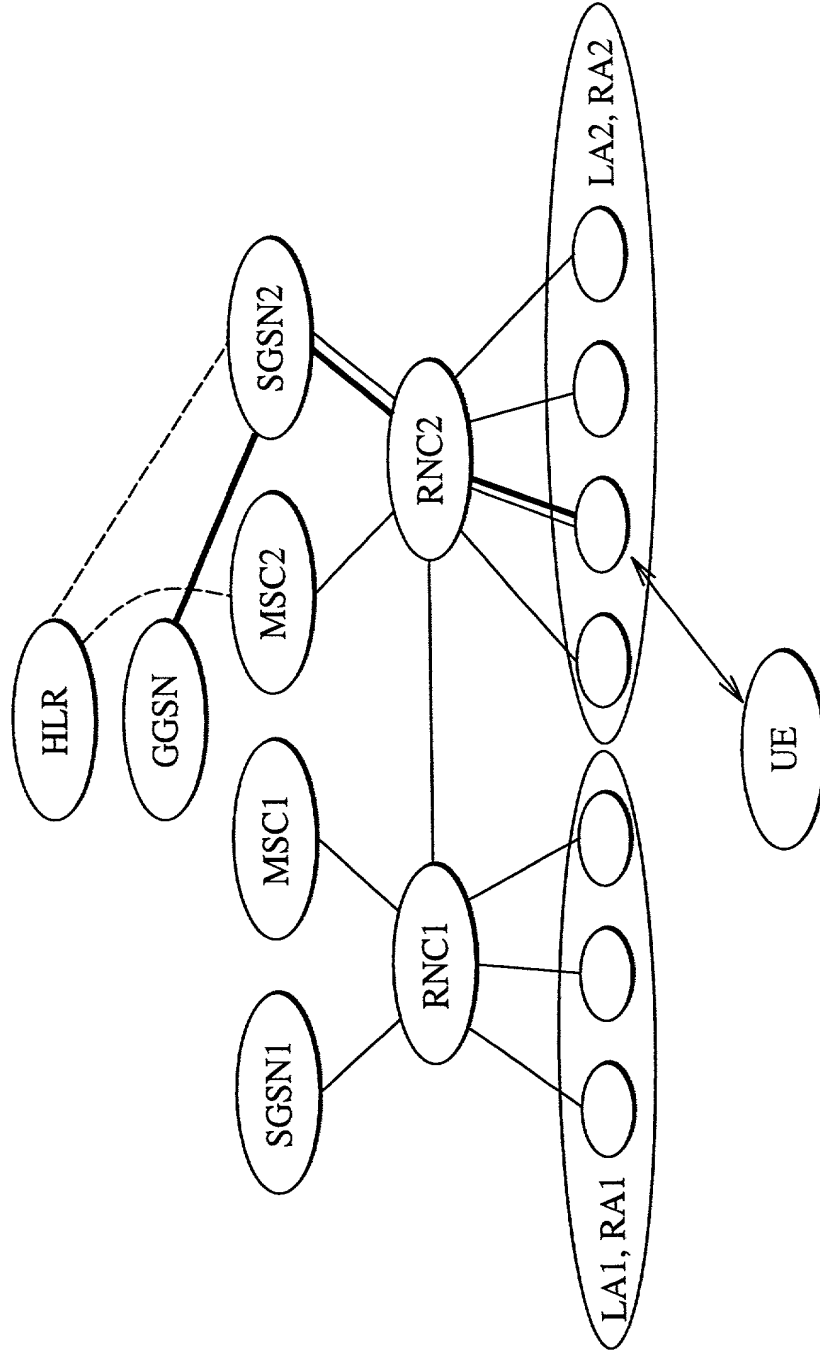 HLR
GGSN
SGSN1
MSC1
MSC2
SGSN2
RNC1
RNC2
LA1, RA1
LA2, RA2
UE